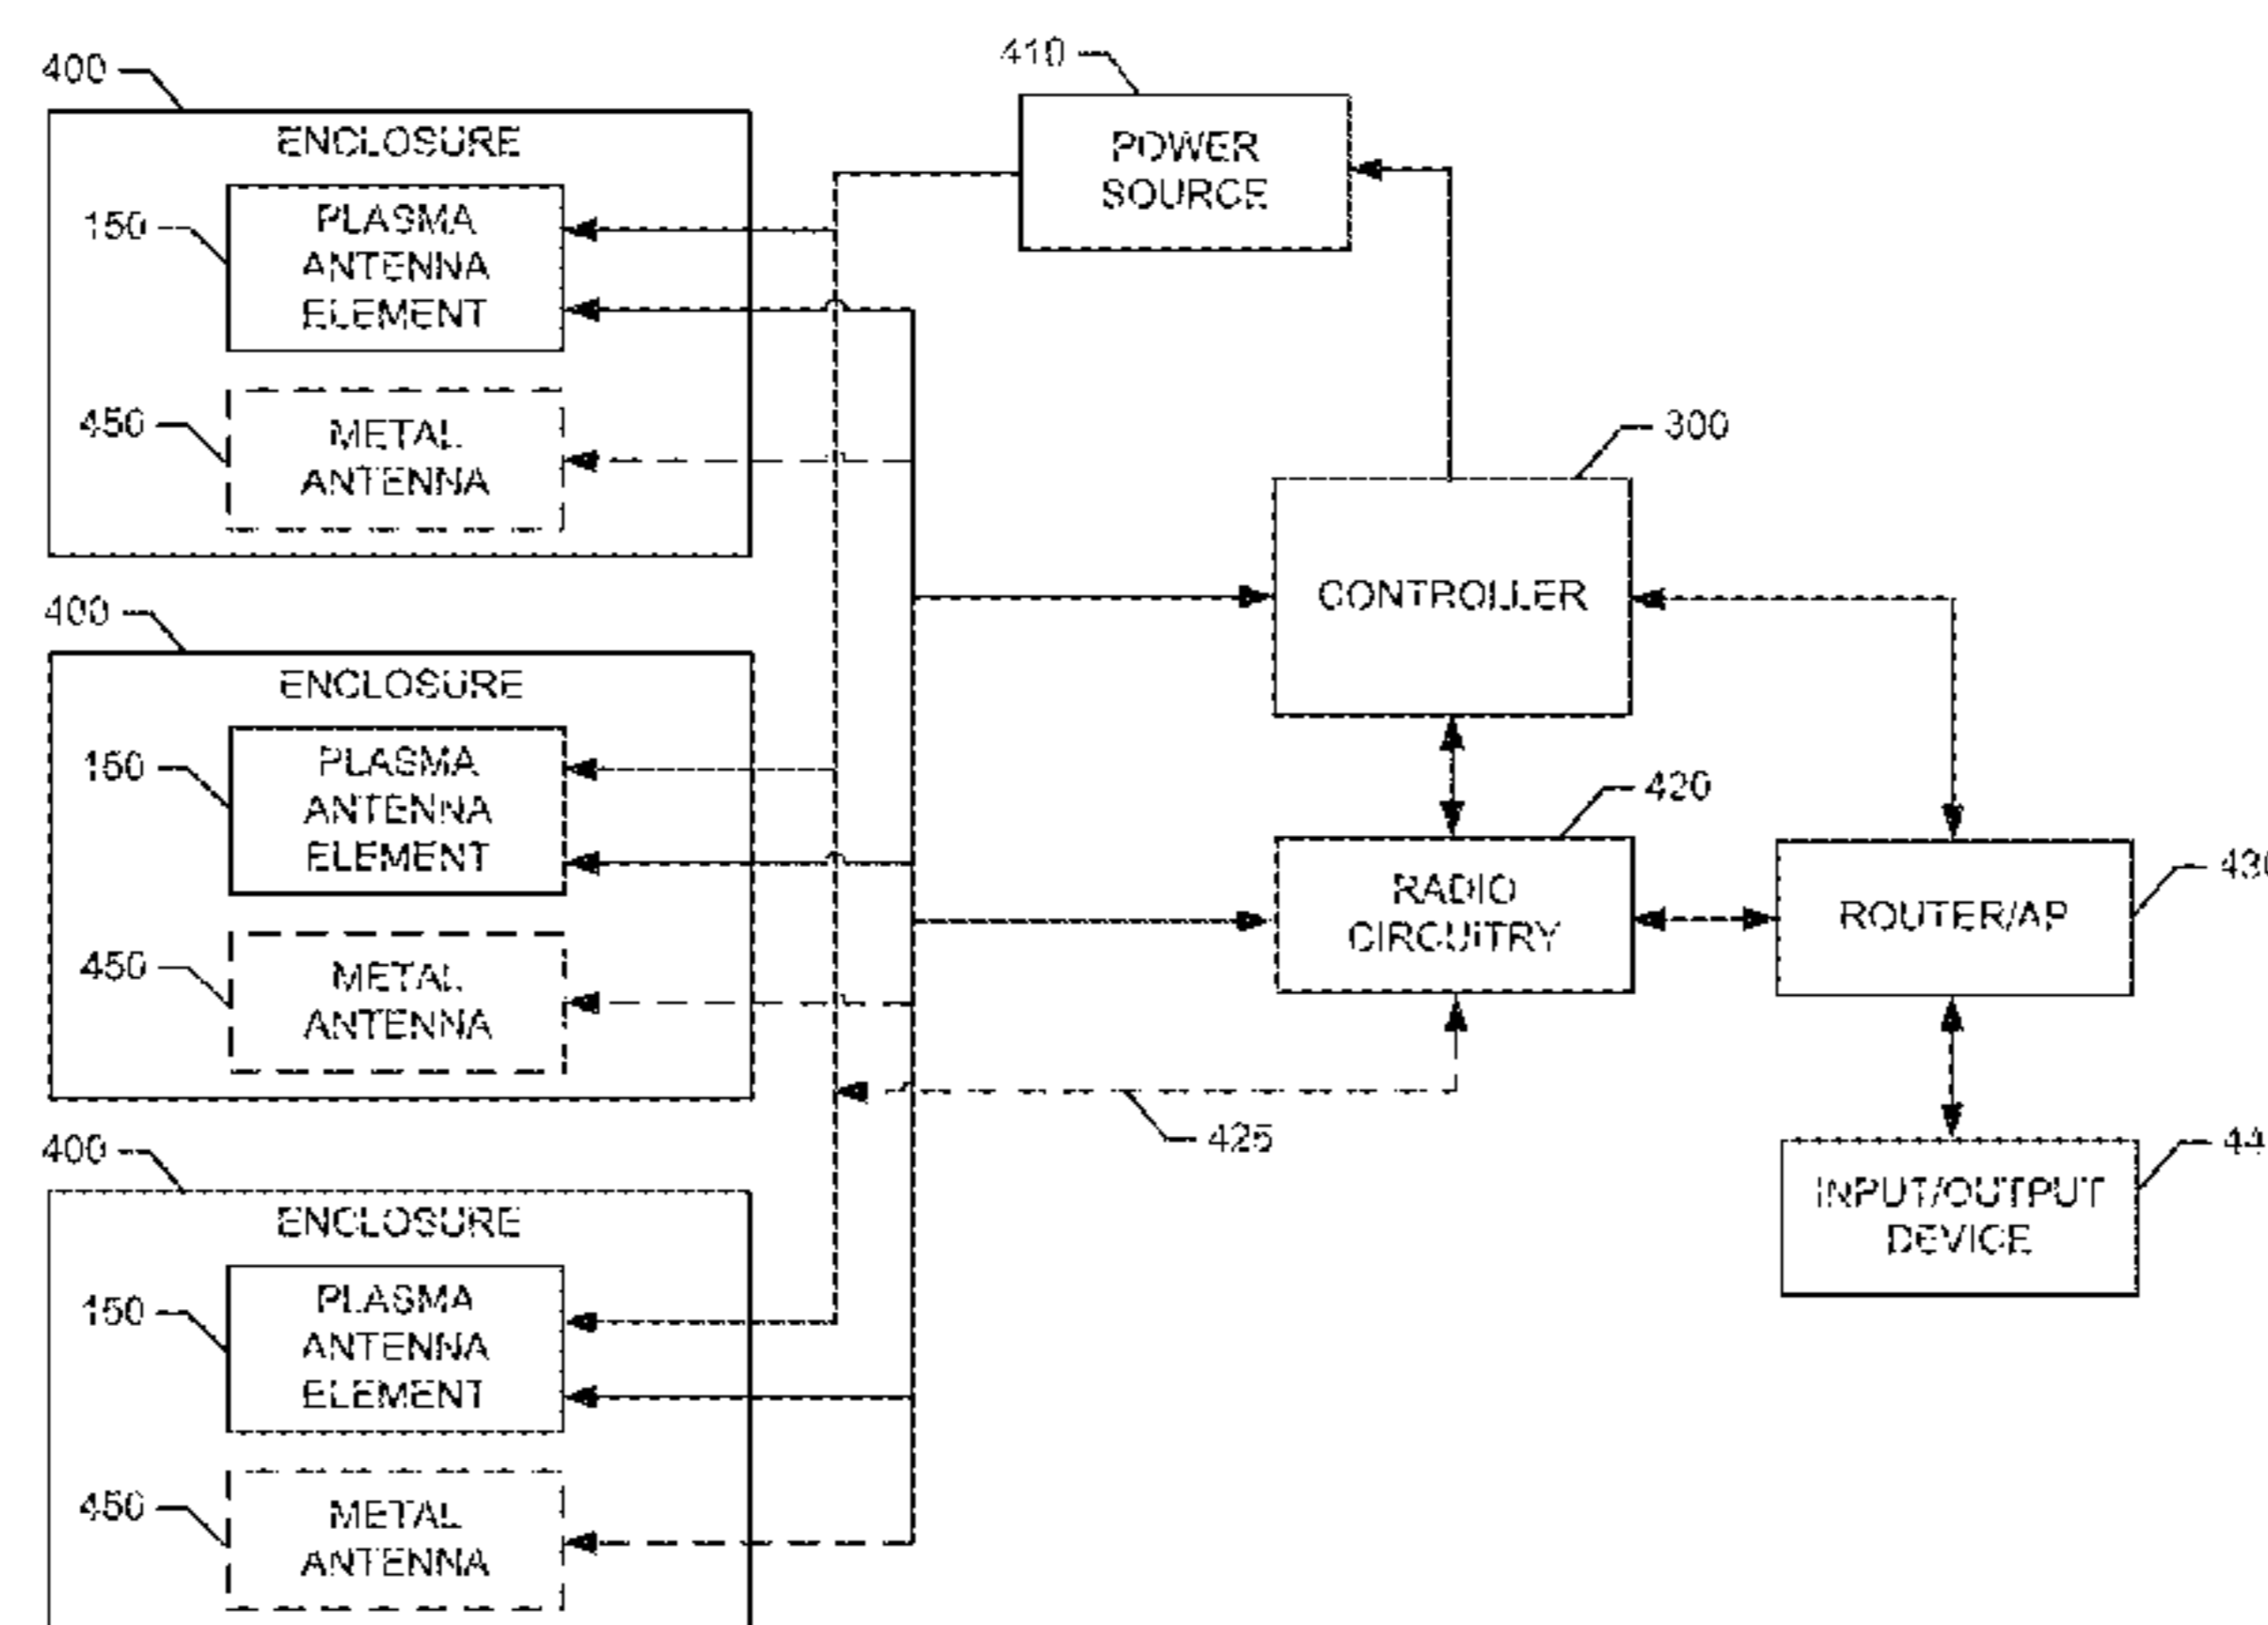 400
ENCLOSURE
150
PLASMA
ANTENNA
ELEMENT
450
METAL
ANTENNA
400
ENCLOSURE
150
PLASMA
ANTENNA
ELEMENT
450
METAL
ANTENNA
400
ENCLOSURE
150
PLASMA
ANTENNA
ELEMENT
450
METAL
ANTENNA
410
POWER
SOURCE
300
CONTROLLER
420
RADIO
CIRCUITRY
425
430
ROUTER/AP
44
INPUT/OUTPUT
DEVICE